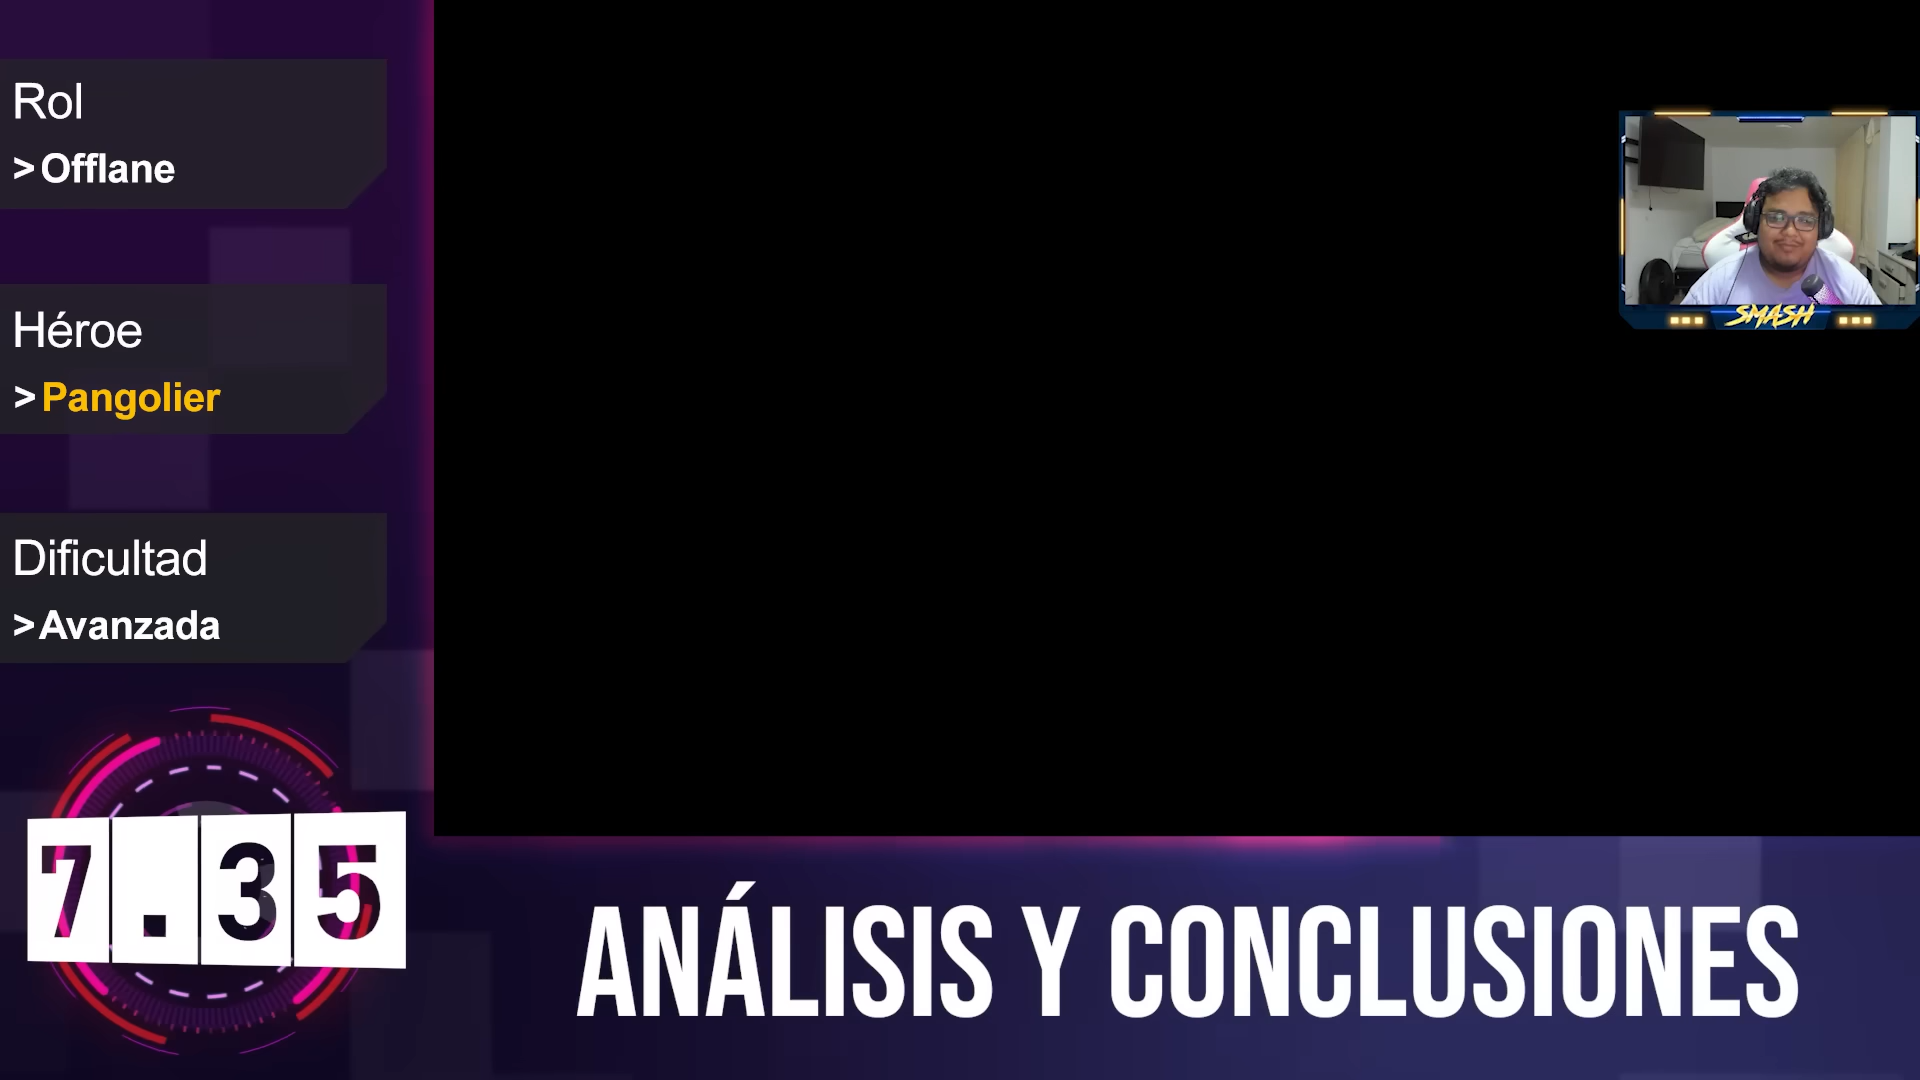 Rol
>Offlane
Héroe
>Pangolier
Dificultad
>Avanzada
SMASH
7.35
ANÁLISIS Y CONCLUSIONES